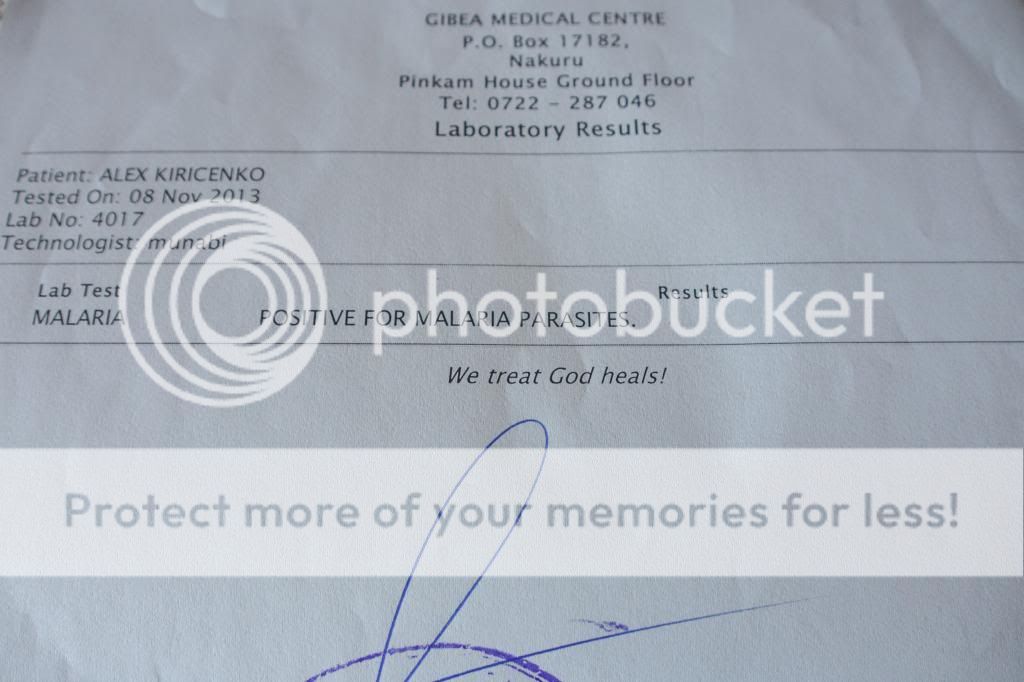 GIBEA MEDICAL CENTRE
P.O. Box 17182,
Nakuru
Pinkam House Ground Floor
Tel: 0722 – 287 046
Laboratory Results
Patient: ALEX KIRICENKO
Tested On: 08 Nov 2013
Lab No: 4017
Technologist: munabi
Lab Test Results
MALARIA POSITIVE FOR MALARIA PARASITES.
photobucket
We treat God heals!
Protect more of your memories for less!